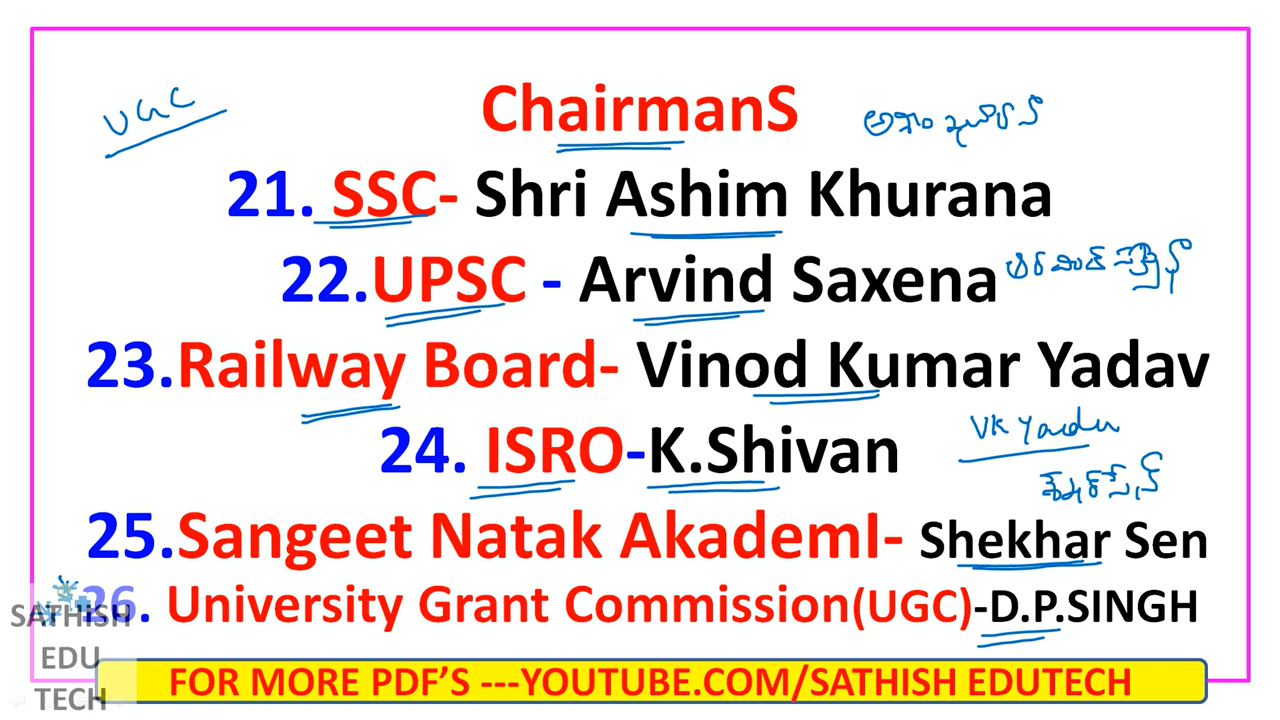 UGC
ChairmanS
21. SSC- Shri Ashim Khurana
22.UPSC - Arvind Saxena
23.Railway Board- Vinod Kumar Yadav
24. ISRO-K.Shivan
VK Yadav
25.Sangeet Natak AkademI- Shekhar Sen
26. University Grant Commission(UGC)-D.P.SINGH
SATHISH
EDU
TECH
FOR MORE PDF’S ---YOUTUBE.COM/SATHISH EDUTECH